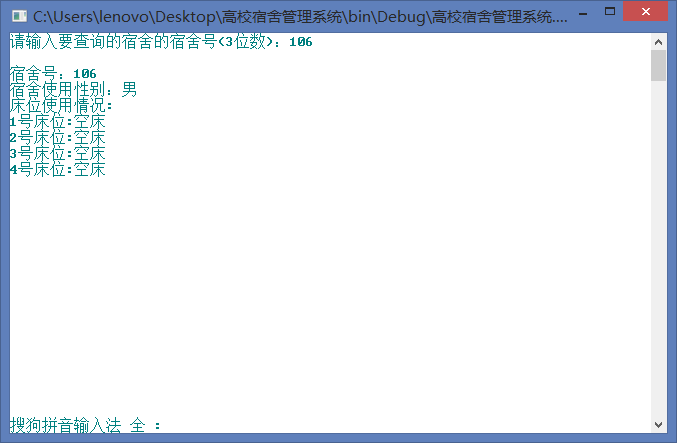 C:\Users\lenovo\Desktop\高校宿舍管理系统\bin\Debug\高校宿舍管理系统....
请输入要查询的宿舍的宿舍号(3位数)：106
宿舍号：106
宿舍使用性别：男
床位使用情况：
1号床位:空床
2号床位:空床
3号床位:空床
4号床位:空床
搜狗拼音输入法 全 ：